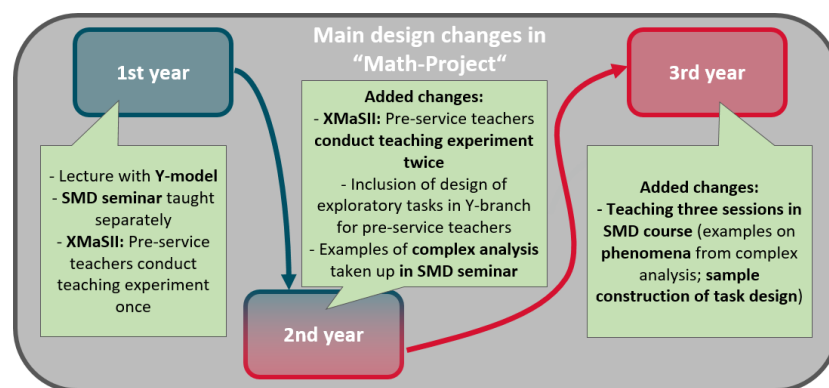 Main design changes in
“Math-Project“
1st year
- Lecture with Y-model
- SMD seminar taught
separately
- XMaSII: Pre-service
teachers conduct
teaching experiment
once
Added changes:
- XMaSII: Pre-service teachers
conduct teaching experiment
twice
- Inclusion of design of
exploratory tasks in Y-branch
for pre-service teachers
- Examples of complex analysis
taken up in SMD seminar
2nd year
3rd year
Added changes:
- Teaching three sessions in
SMD course (examples on
phenomena from complex
analysis; sample
construction of task design)